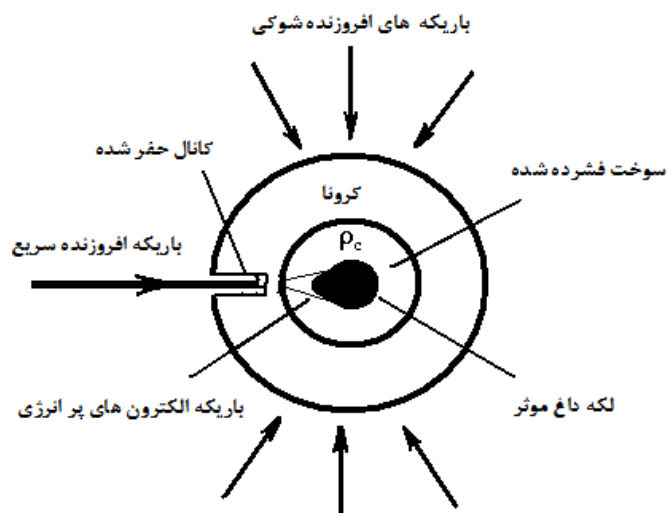 باریکه های افروزنده شوکی
کانال حفر شده
کرونا
سوخت فشرده شده
باریکه افروزنده سریع
ρc
باریکه الکترون های پر انرژی
لکه داغ موثر